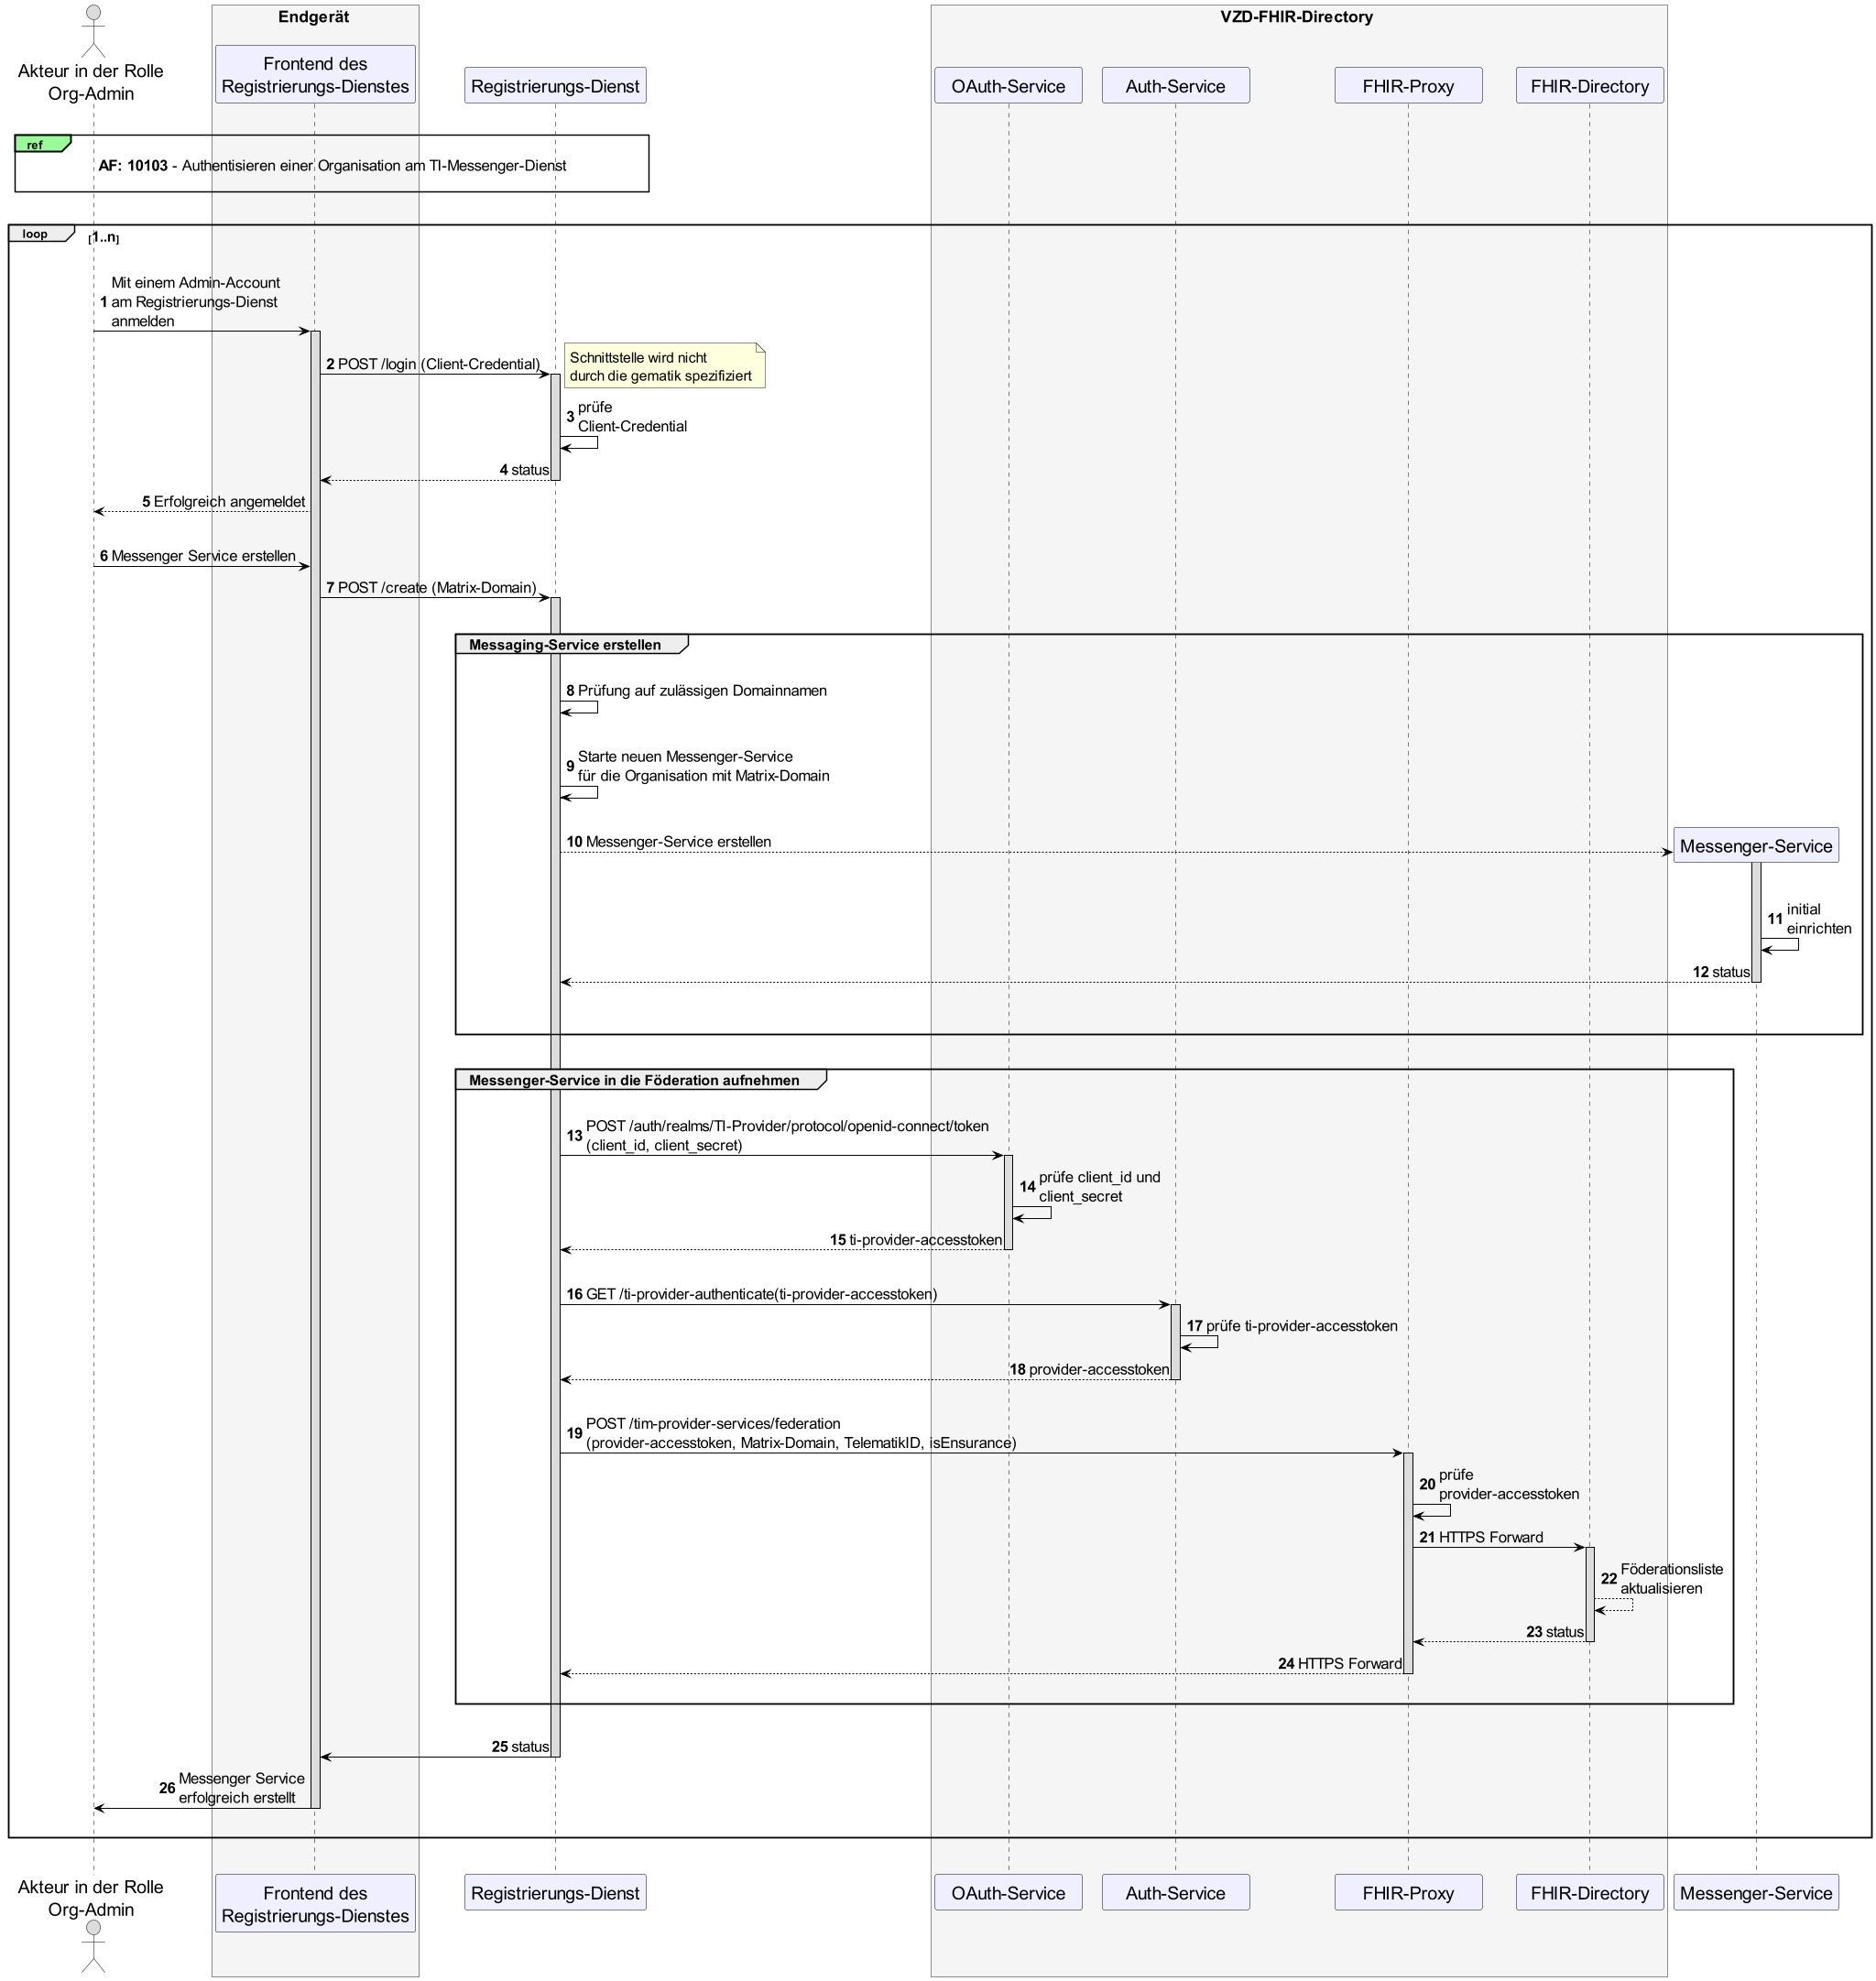 Endgerät
VZD-FHIR-Directory
Akteur in der Rolle
Org-Admin
Frontend des
Registrierungs-Dienstes
Registrierungs-Dienst
OAuth-Service
Auth-Service
FHIR-Proxy
FHIR-Directory
ref
AF: 10103 - Authentisieren einer Organisation am TI-Messenger-Dienst
loop
[1..n]
1 Mit einem Admin-Account
am Registrierungs-Dienst
anmelden
2 POST /login (Client-Credential)
Schnittstelle wird nicht
durch die gematik spezifiziert
3 prüfe
Client-Credential
4 status
5 Erfolgreich angemeldet
6 Messenger Service erstellen
7 POST /create (Matrix-Domain)
Messaging-Service erstellen
8 Prüfung auf zulässigen Domainnamen
9 Starte neuen Messenger-Service
für die Organisation mit Matrix-Domain
10 Messenger-Service erstellen
Messenger-Service
11 initial
einrichten
12 status
Messenger-Service in die Föderation aufnehmen
13 POST /auth/realms/TI-Provider/protocol/openid-connect/token
(client_id, client_secret)
14 prüfe client_id und
client_secret
15 ti-provider-accesstoken
16 GET /ti-provider-authenticate(ti-provider-accesstoken)
17 prüfe ti-provider-accesstoken
18 provider-accesstoken
19 POST /tim-provider-services/federation
(provider-accesstoken, Matrix-Domain, TelematikID, isEnsurance)
20 prüfe
provider-accesstoken
21 HTTPS Forward
22 Föderationsliste
aktualisieren
23 status
24 HTTPS Forward
25 status
26 Messenger Service
erfolgreich erstellt
Akteur in der Rolle
Org-Admin
Frontend des
Registrierungs-Dienstes
Registrierungs-Dienst
OAuth-Service
Auth-Service
FHIR-Proxy
FHIR-Directory
Messenger-Service